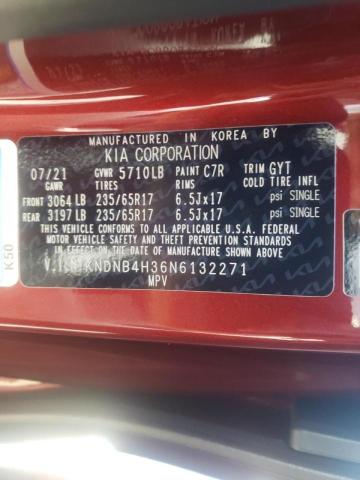 MANUFACTURED IN KOREA BY
KIA CORPORATION
07/21 GVWR 5710LB PAINT C7R TRIM GYT
GAWR TIRES RIMS COLD TIRE INFL
FRONT 3064 LB 235/65R17 6.5Jx17 psi SINGLE
REAR 3197 LB 235/65R17 6.5Jx17 psi SINGLE
THIS VEHICLE CONFORMS TO ALL APPLICABLE U.S.A. FEDERAL
MOTOR VEHICLE SAFETY STANDARDS IN EFFECT ON
THE DATE OF MANUFACTURE SHOWN ABOVE.
KNDNB4H36N6132271
MPV
K50